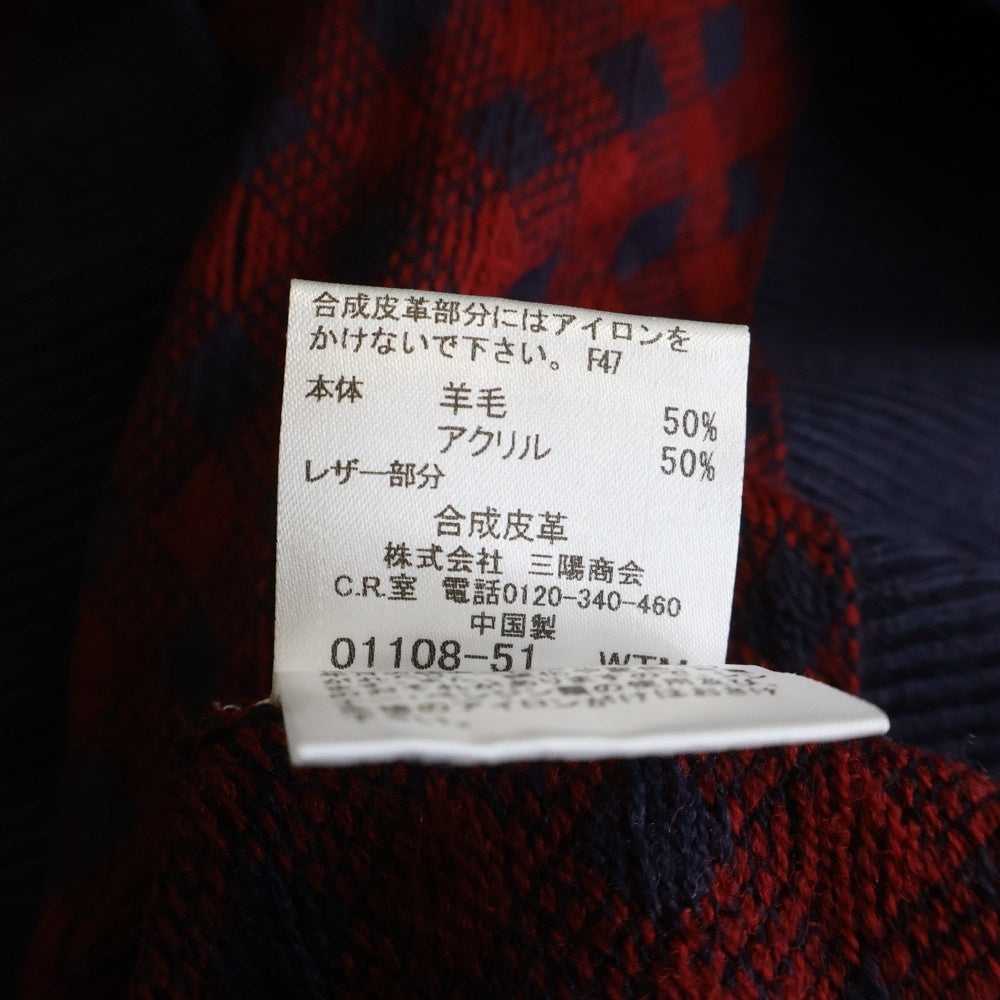 合成皮革部分にはアイロンを
かけないで下さい。 F47
本体 羊毛 50%
アクリル 50%
レザー部分
合成皮革
株式会社 三陽商会
C.R.室 電話0120-340-460
中国製
01108-51